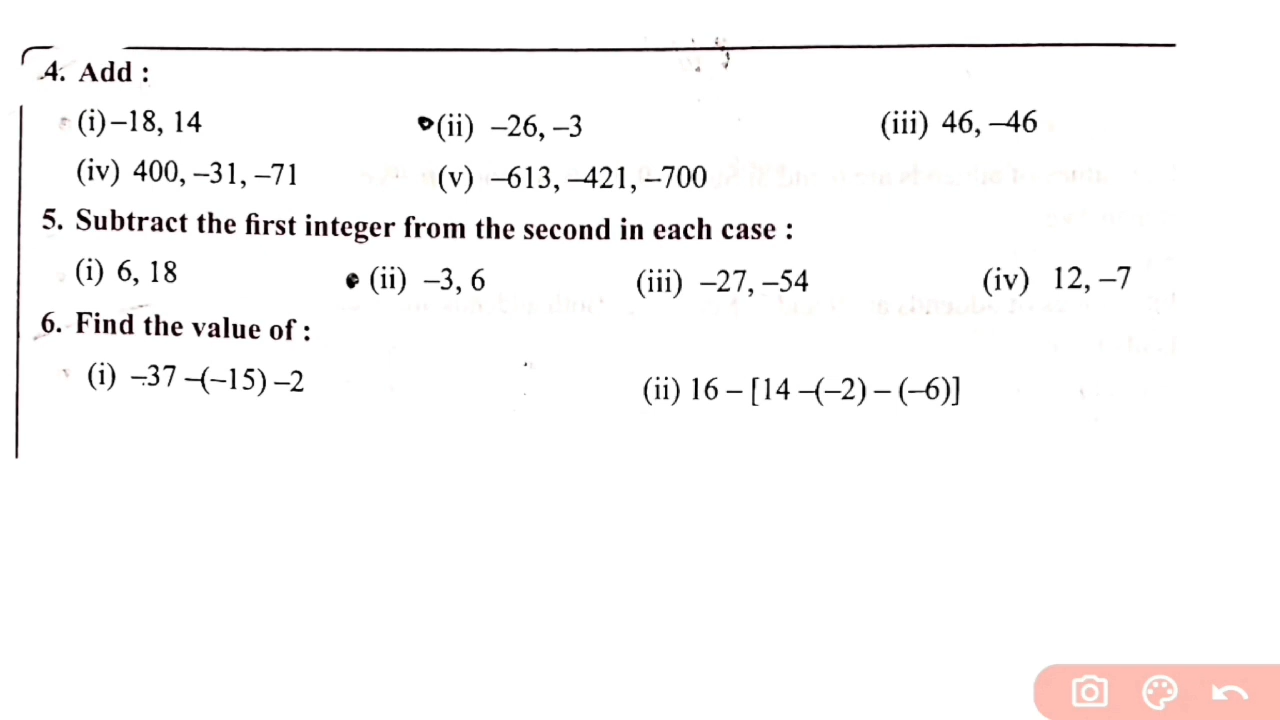 4. Add :
(i) –18, 14 (ii) –26, –3 (iii) 46, –46
(iv) 400, –31, –71 (v) –613, –421, –700
5. Subtract the first integer from the second in each case :
(i) 6, 18 (ii) –3, 6 (iii) –27, –54 (iv) 12, –7
6. Find the value of :
(i) –37 –(–15) –2 (ii) 16 – [14 –(–2) – (–6)]